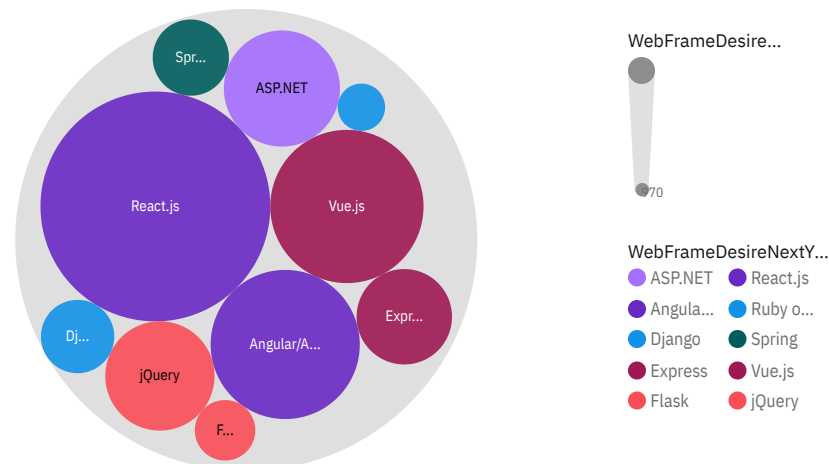 Spr...
ASP.NET
React.js
Vue.js
Expr...
Dj...
Angular/A...
jQuery
F...
WebFrameDesire...
970
WebFrameDesireNextY...
ASP.NET React.js
Angula... Ruby o...
Django Spring
Express Vue.js
Flask jQuery